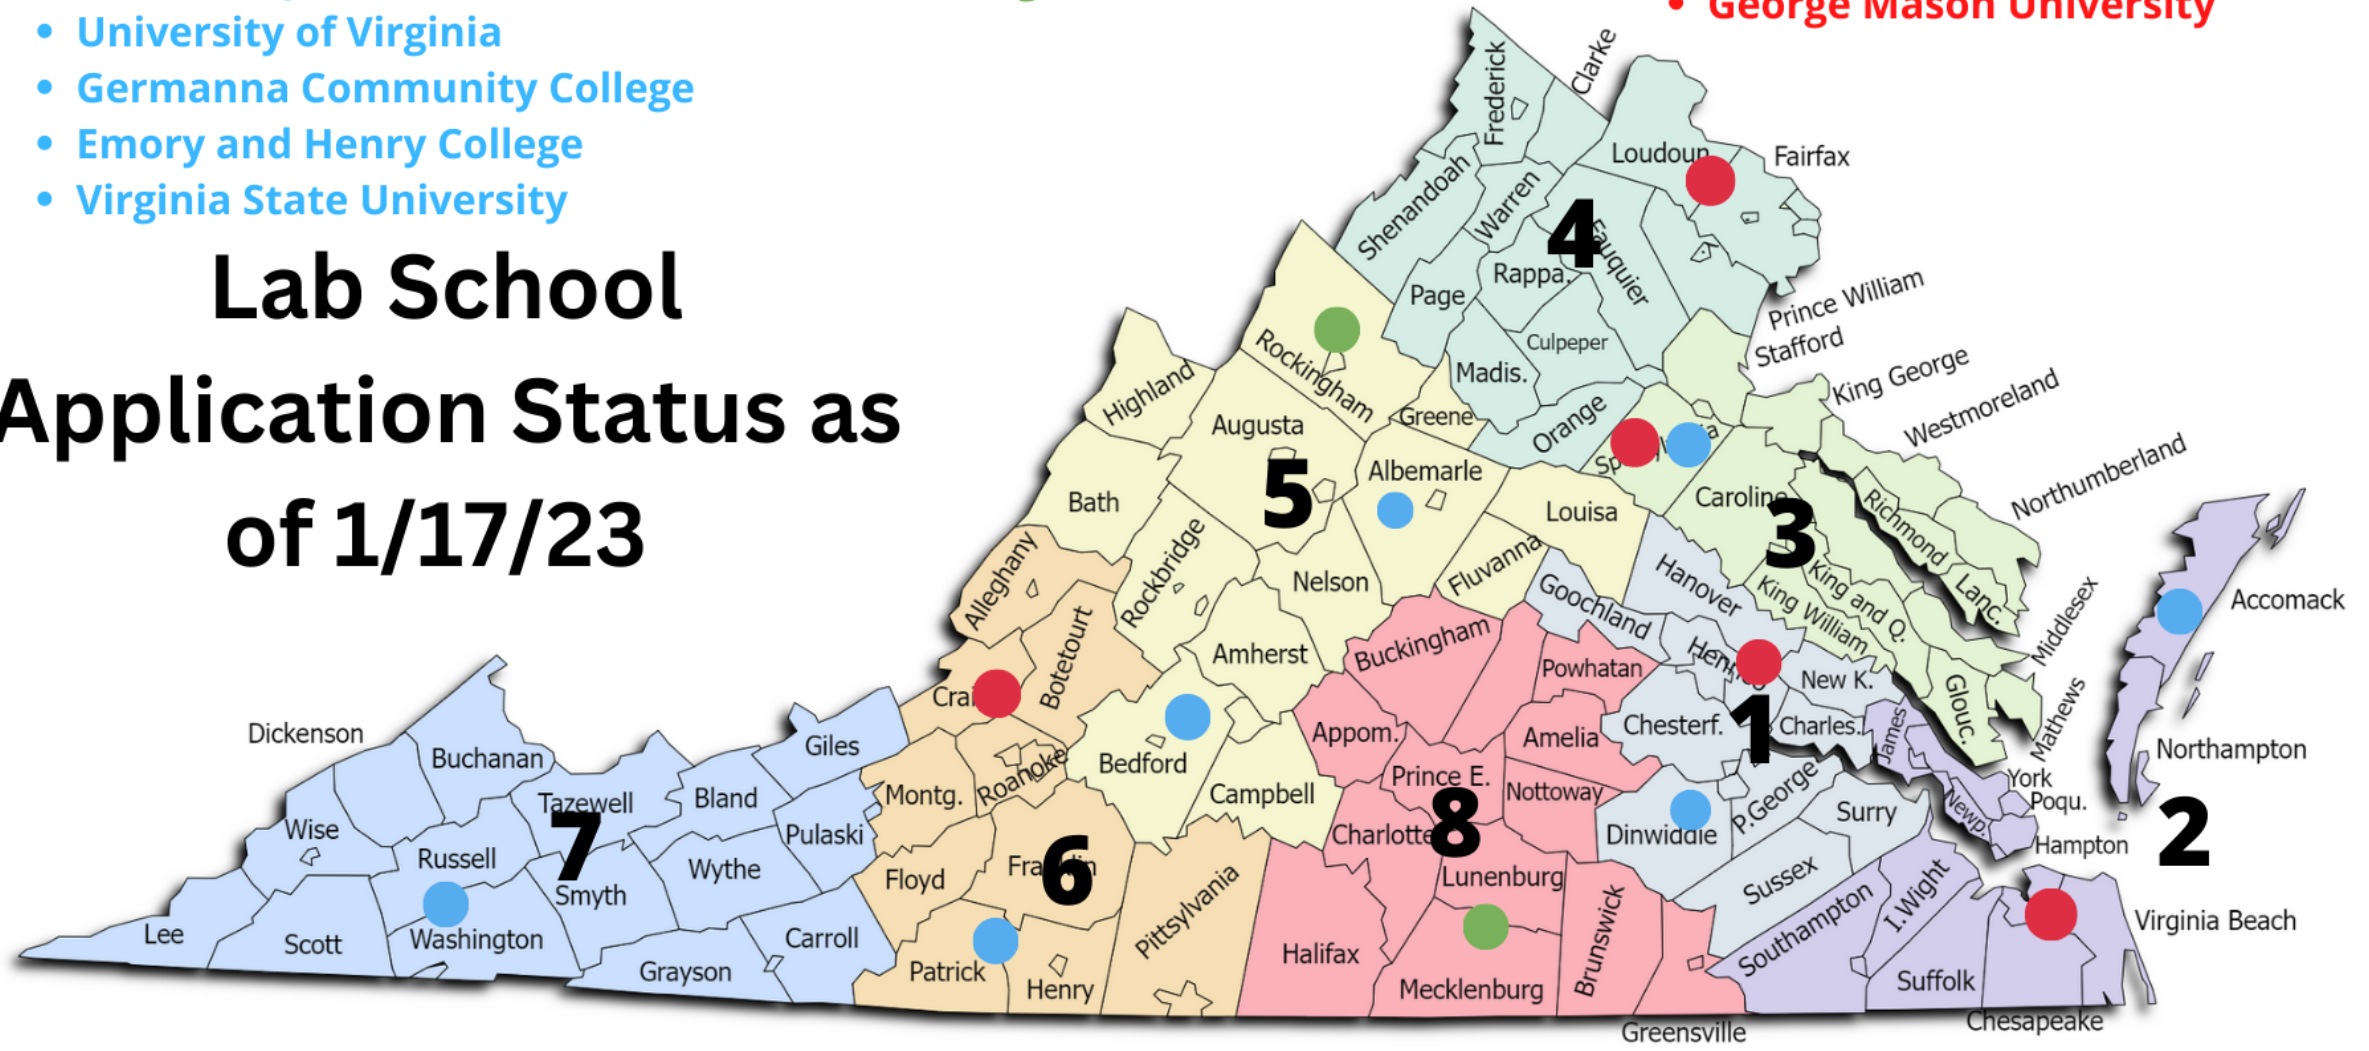 George Mason University
University of Virginia
Germanna Community College
Emory and Henry College
Virginia State University
Lab School
Application Status as
of 1/17/23
Frederick
Clarke
Loudoun
Fairfax
Shenandoah
Warren
4
Fauquier
Rappa.
Page
Prince William
Stafford
Culpeper
Madis.
King George
Westmoreland
Rockingham
Highland
Greene
Orange
Augusta
Northumberland
Albemarle
5
Bath
Louisa
Caroline
3
Richmond
Alleghany
Rockbridge
Nelson
Fluvanna
Goochland
Hanover
King William
King and Q.
Lanc.
Middlesex
Accomack
Botetourt
Amherst
Buckingham
Powhatan
New K.
Glouc.
Mathews
Dickenson
Buchanan
Giles
Bedford
Appom.
Amelia
Chesterf.
1
Charles.
James
Northampton
Tazewell
Bland
Montg.
Roanoke
Campbell
Prince E.
Nottoway
P.George
Surry
York
Newp.
Poqu.
Hampton
2
Wise
7
Pulaski
Charlotte
8
Dinwiddie
Russell
Wythe
Floyd
Franklin
6
Lunenburg
Sussex
Smyth
Pittsylvania
Brunswick
Southampton
I.Wight
Lee
Scott
Washington
Carroll
Halifax
Virginia Beach
Grayson
Patrick
Henry
Mecklenburg
Suffolk
Greensville
Chesapeake